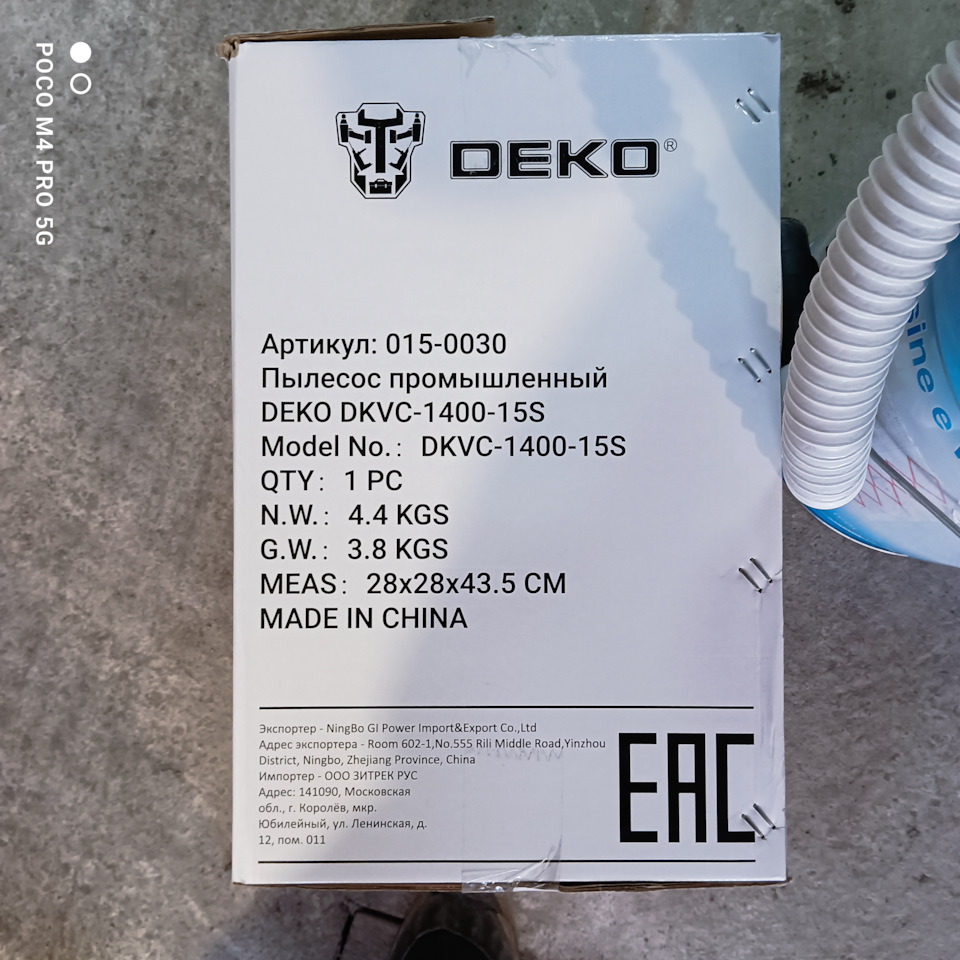 DEKO®
Артикул: 015-0030
Пылесос промышленный
DEKO DKVC-1400-15S
Model No.: DKVC-1400-15S
QTY: 1 PC
N.W.: 4.4 KGS
G.W.: 3.8 KGS
MEAS: 28x28x43.5 CM
MADE IN CHINA
Экспортер - NingBo GI Power Import&Export Co.,Ltd
Адрес экспортера - Room 602-1,No.555 Rili Middle Road,Yinzhou
District, Ningbo, Zhejiang Province, China
Импортер - ООО ЗИТРЕК РУС
Адрес: 141090, Московская
обл., г. Королёв, мкр.
Юбилейный, ул. Ленинская, д.
12, пом. 011
EAC
POCO M4 PRO 5G